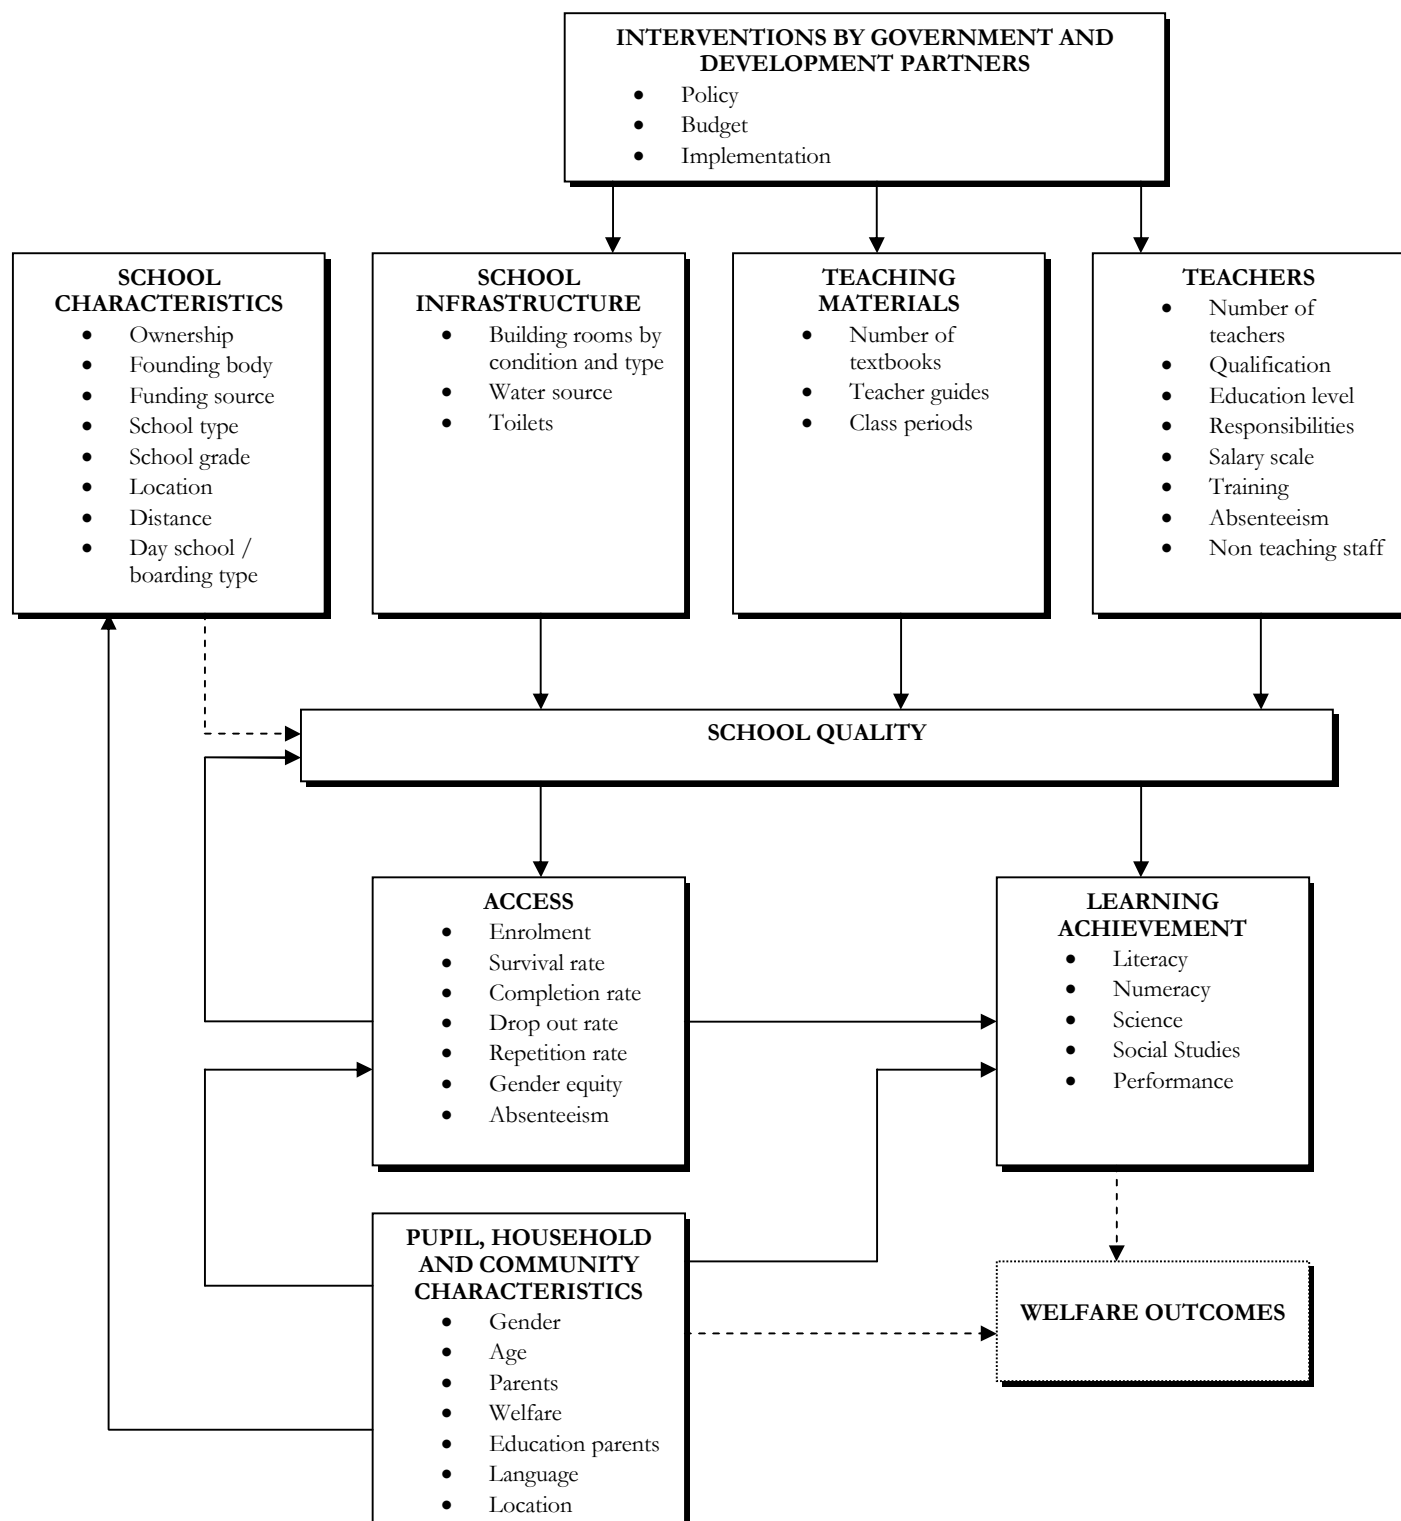 INTERVENTIONS BY GOVERNMENT AND
DEVELOPMENT PARTNERS
• Policy
• Budget
• Implementation
SCHOOL
CHARACTERISTICS
• Ownership
• Founding body
• Funding source
• School type
• School grade
• Location
• Distance
• Day school /
boarding type
SCHOOL
INFRASTRUCTURE
• Building rooms by
condition and type
• Water source
• Toilets
TEACHING
MATERIALS
• Number of
textbooks
• Teacher guides
• Class periods
TEACHERS
• Number of
teachers
• Qualification
• Education level
• Responsibilities
• Salary scale
• Training
• Absenteeism
• Non teaching staff
SCHOOL QUALITY
ACCESS
• Enrolment
• Survival rate
• Completion rate
• Drop out rate
• Repetition rate
• Gender equity
• Absenteeism
LEARNING
ACHIEVEMENT
• Literacy
• Numeracy
• Science
• Social Studies
• Performance
PUPIL, HOUSEHOLD
AND COMMUNITY
CHARACTERISTICS
• Gender
• Age
• Parents
• Welfare
• Education parents
• Language
• Location
WELFARE OUTCOMES